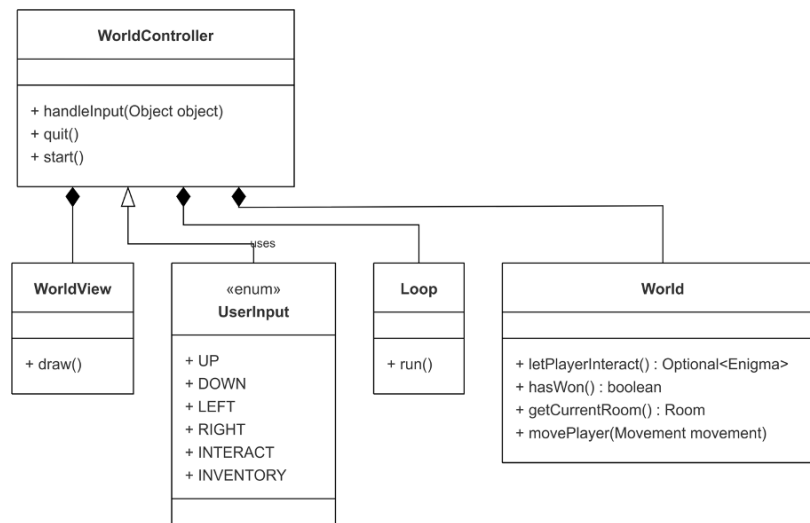 WorldController
+ handleInput(Object object)
+ quit()
+ start()
uses
WorldView
+ draw()
«enum»
UserInput
+ UP
+ DOWN
+ LEFT
+ RIGHT
+ INTERACT
+ INVENTORY
Loop
+ run()
World
+ letPlayerInteract() : Optional<Enigma>
+ hasWon() : boolean
+ getCurrentRoom() : Room
+ movePlayer(Movement movement)